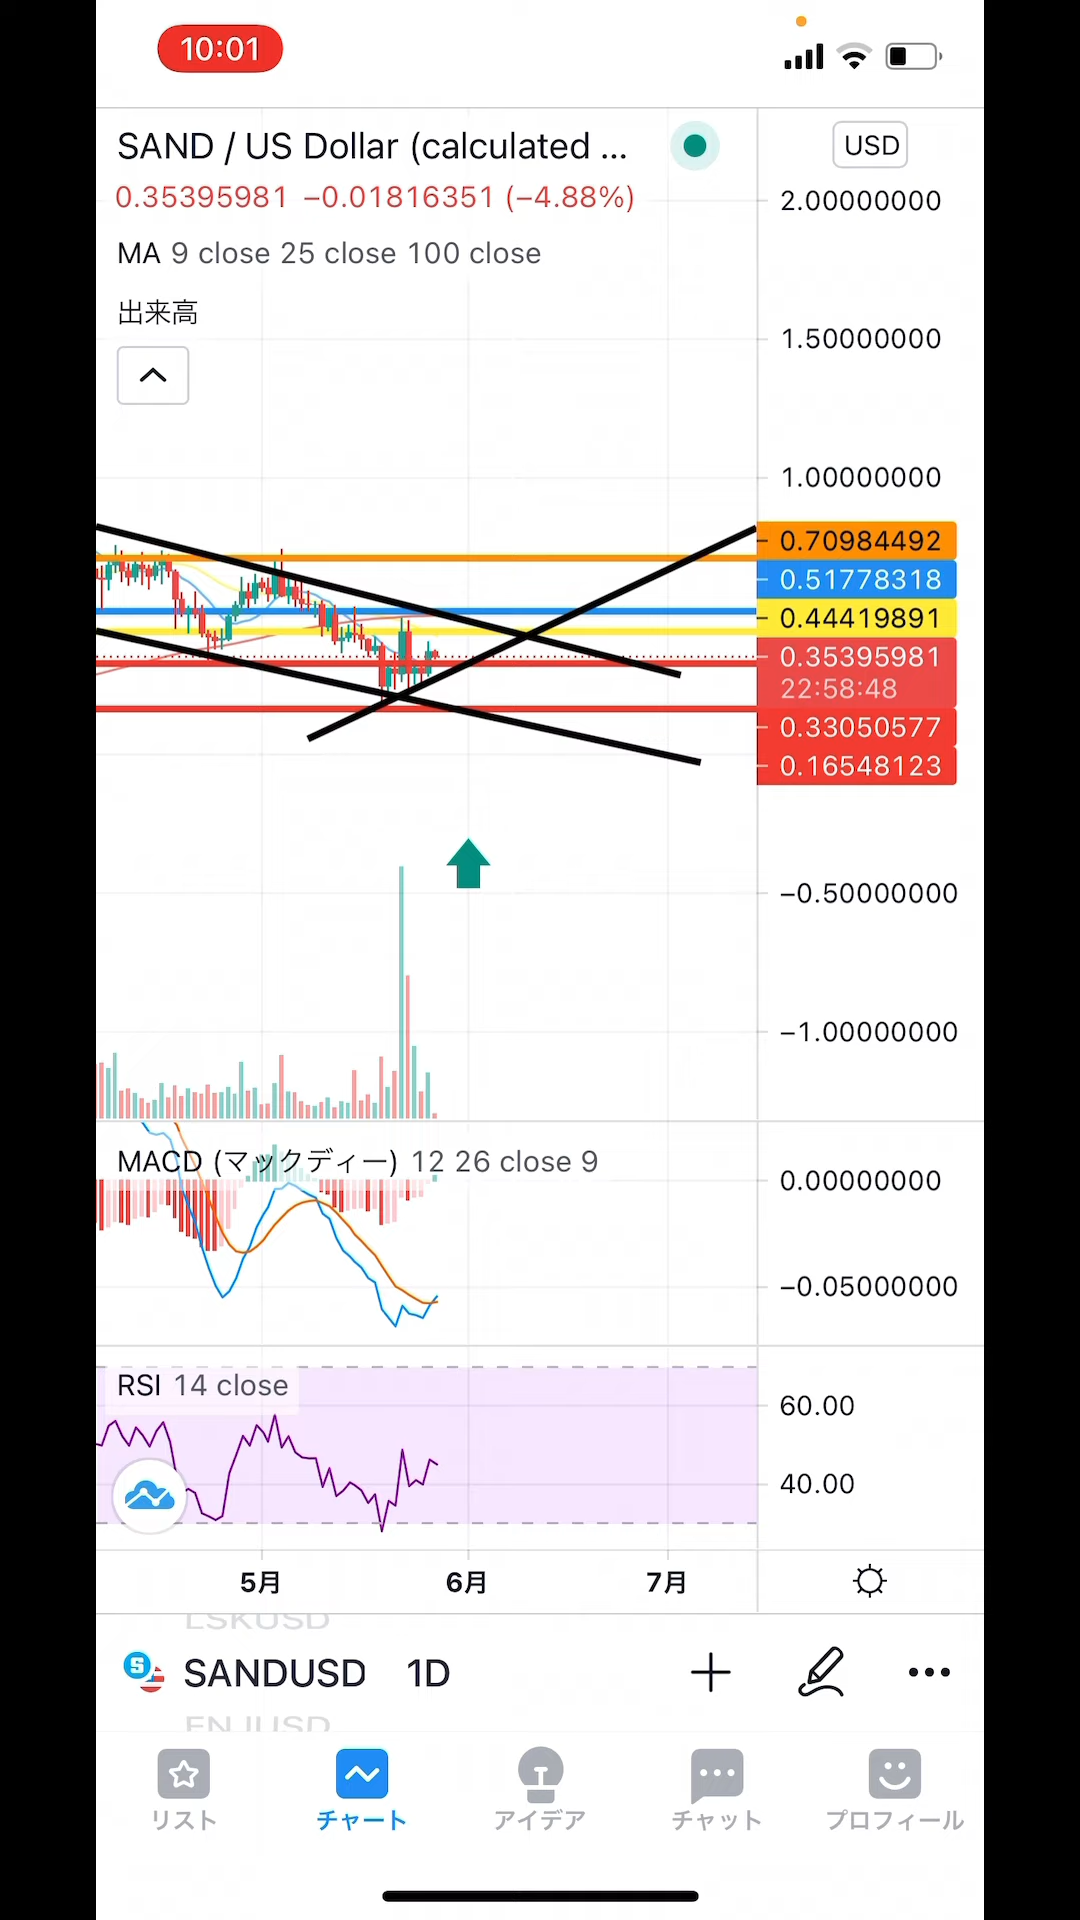 10:01
SAND / US Dollar (calculated ...
USD
0.35395981 −0.01816351 (−4.88%)
MA 9 close 25 close 100 close
出来高
2.00000000
1.50000000
1.00000000
0.70984492
0.51778318
0.44419891
0.35395981
22:58:48
0.33050577
0.16548123
−0.50000000
−1.00000000
MACD (マックディー) 12 26 close 9
0.00000000
−0.05000000
RSI 14 close
60.00
40.00
5月 6月 7月
LSKUSD
S SANDUSD 1D
ENJUSD
リスト チャート アイデア チャット プロフィール